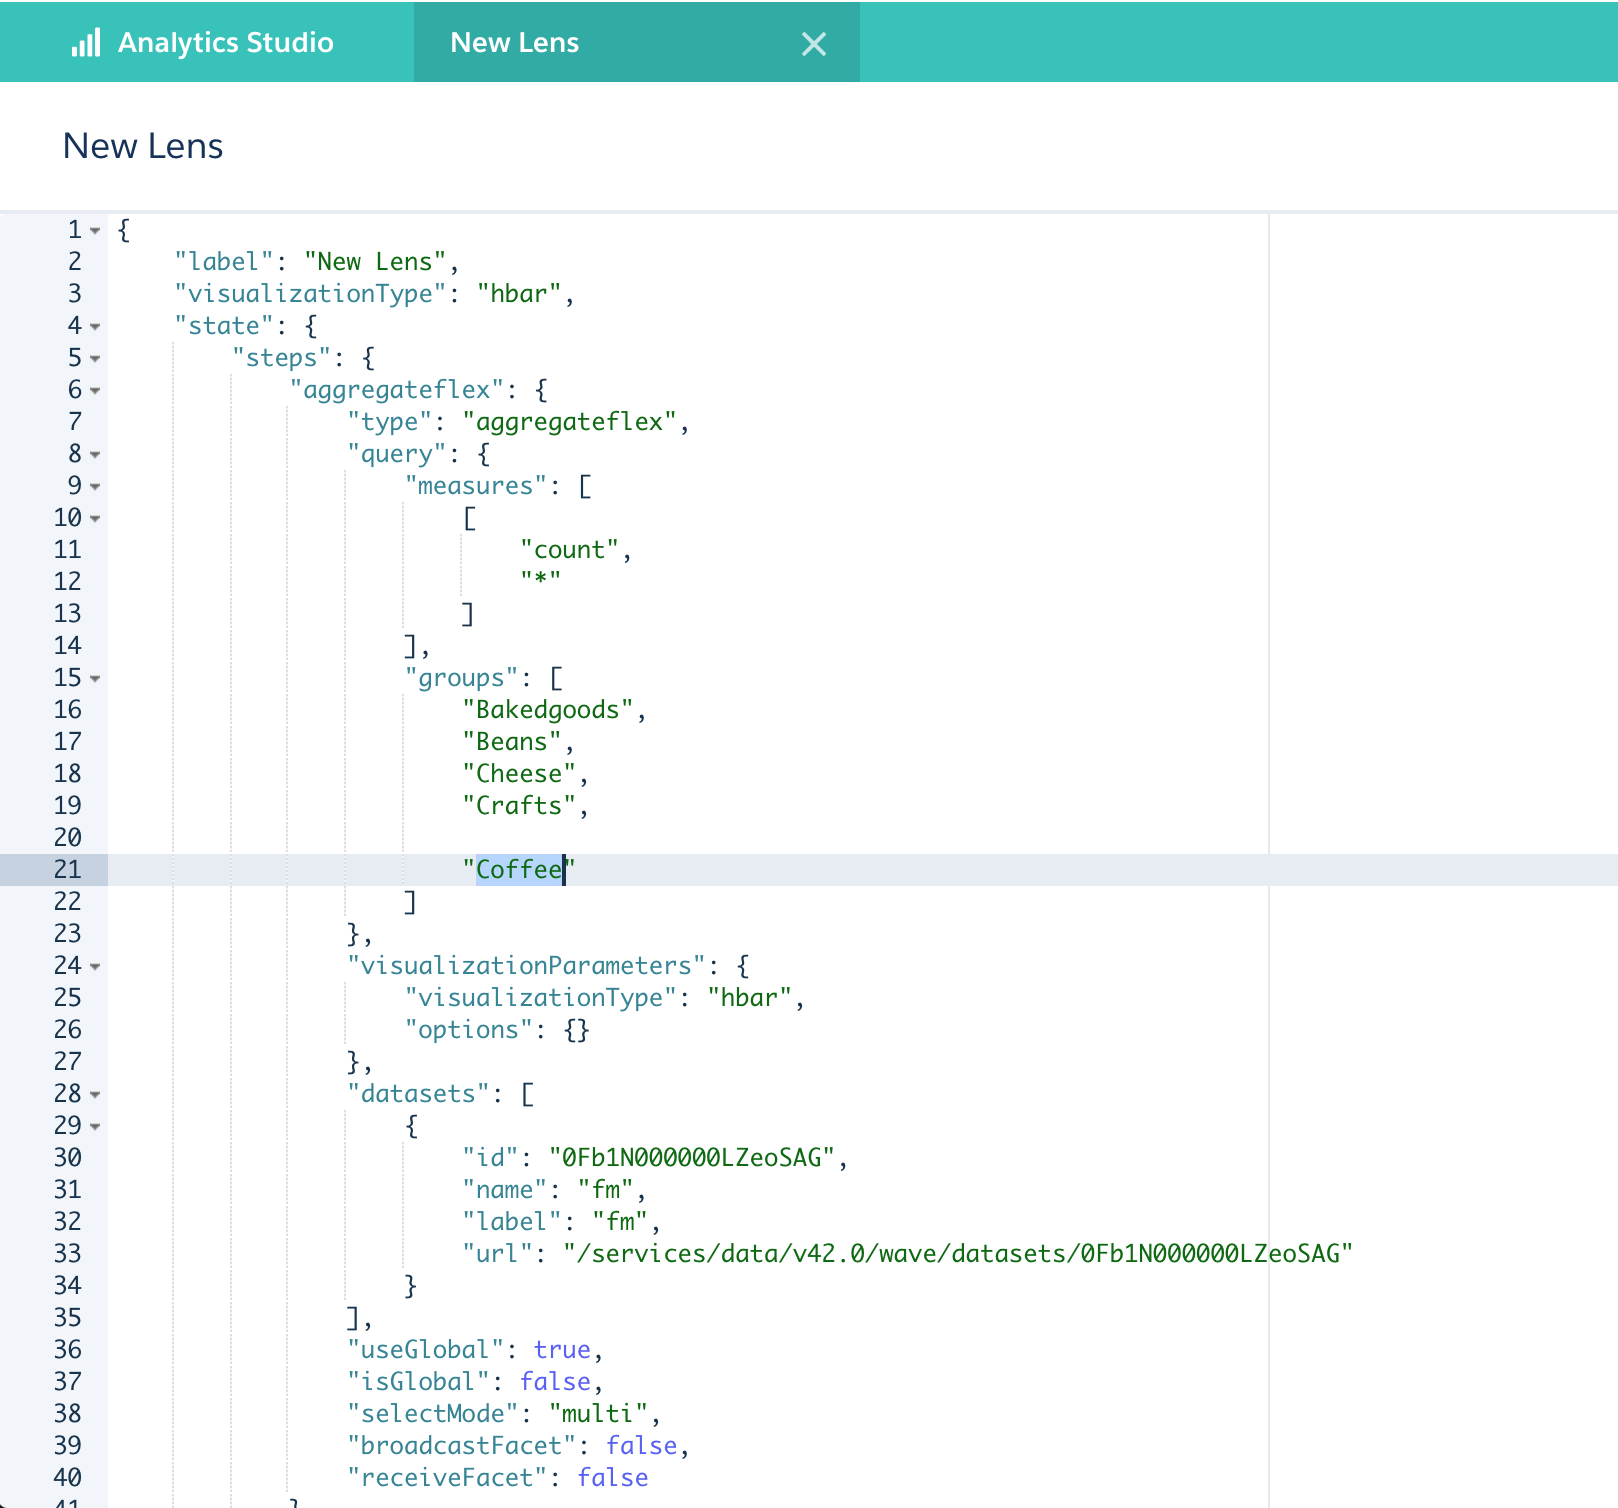 Analytics Studio
New Lens
New Lens
1 {
2 "label": "New Lens",
3 "visualizationType": "hbar",
4 "state": {
5 "steps": {
6 "aggregateflex": {
7 "type": "aggregateflex",
8 "query": {
9 "measures": [
10 [
11 "count",
12 "*"
13 ]
14 ],
15 "groups": [
16 "Bakedgoods",
17 "Beans",
18 "Cheese",
19 "Crafts",
20
21 "Coffee"
22 ]
23 },
24 "visualizationParameters": {
25 "visualizationType": "hbar",
26 "options": {}
27 },
28 "datasets": [
29 {
30 "id": "0Fb1N000000LZeoSAG",
31 "name": "fm",
32 "label": "fm",
33 "url": "/services/data/v42.0/wave/datasets/0Fb1N000000LZeoSAG"
34 }
35 ],
36 "useGlobal": true,
37 "isGlobal": false,
38 "selectMode": "multi",
39 "broadcastFacet": false,
40 "receiveFacet": false
41 }